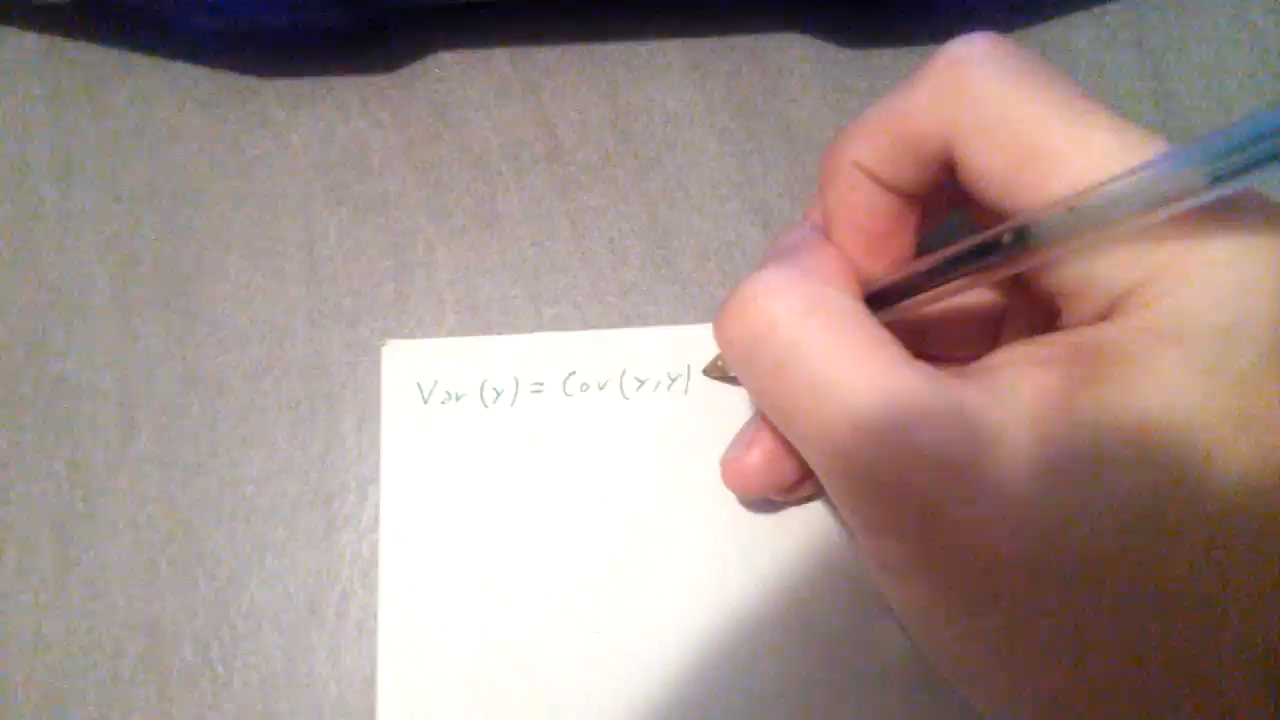 Var (y) = Cov (y,y)